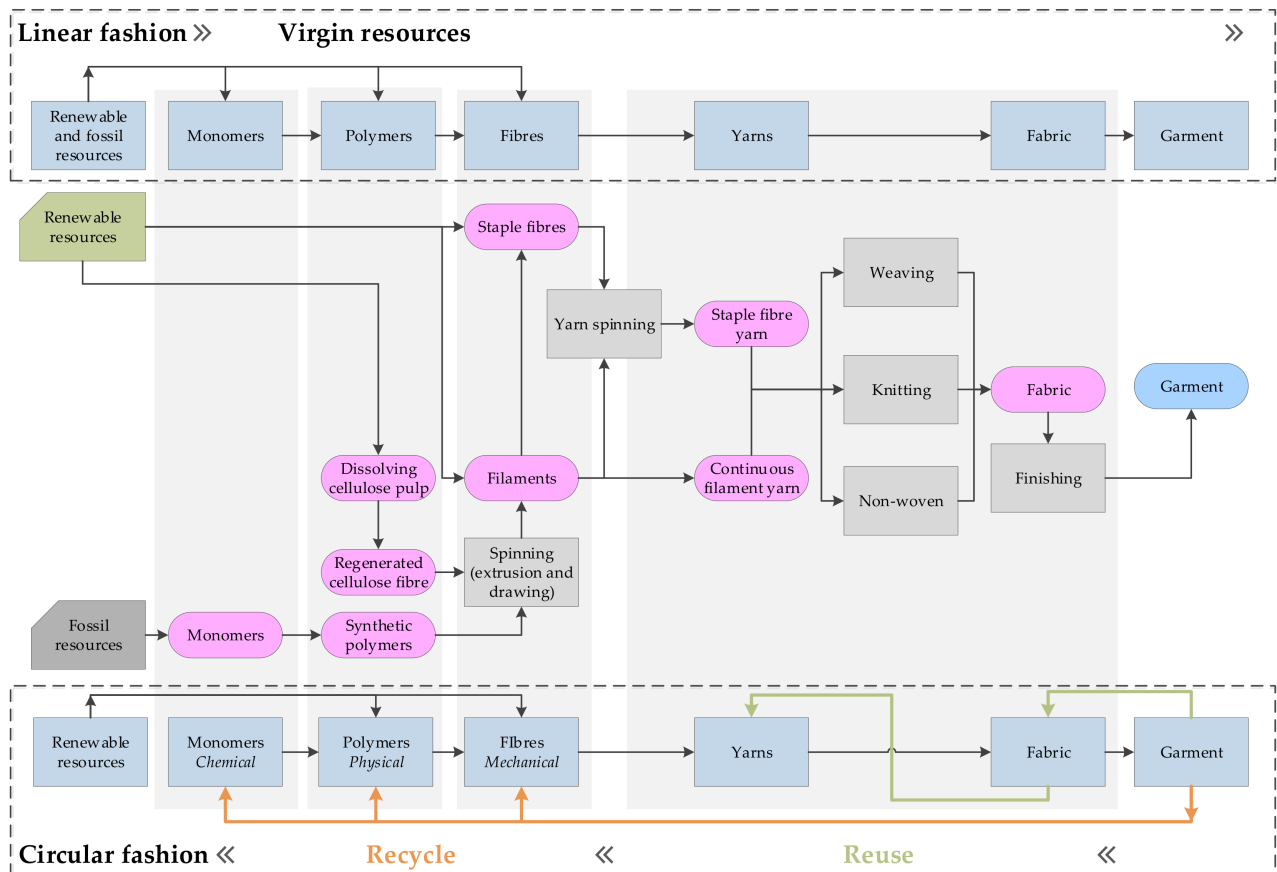 Linear fashion »
Virgin resources
»
Renewable
and fossil
resources
Monomers
Polymers
Fibres
Yarns
Fabric
Garment
Renewable
resources
Staple fibres
Yarn spinning
Staple fibre
yarn
Weaving
Knitting
Non-woven
Fabric
Garment
Finishing
Dissolving
cellulose pulp
Filaments
Continuous
filament yarn
Regenerated
cellulose fibre
Spinning
(extrusion and
drawing)
Fossil
resources
Monomers
Synthetic
polymers
Renewable
resources
Monomers
Chemical
Polymers
Physical
FIbres
Mechanical
Yarns
Fabric
Garment
Circular fashion «
Recycle
«
Reuse
«